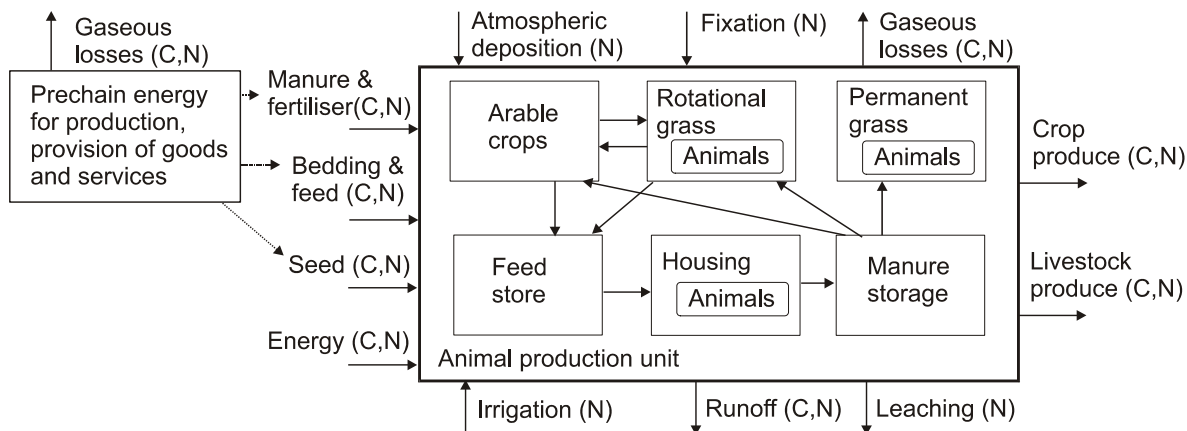 Gaseous
losses (C,N)
Atmospheric
deposition (N)
Fixation (N)
Gaseous
losses (C,N)
Prechain energy
for production,
provision of goods
and services
Manure &
fertiliser(C,N)
Bedding &
feed (C,N)
Seed (C,N)
Energy (C,N)
Arable
crops
Rotational
grass
Animals
Permanent
grass
Animals
Feed
store
Housing
Animals
Manure
storage
Animal production unit
Crop
produce (C,N)
Livestock
produce (C,N)
Irrigation (N)
Runoff (C,N)
Leaching (N)